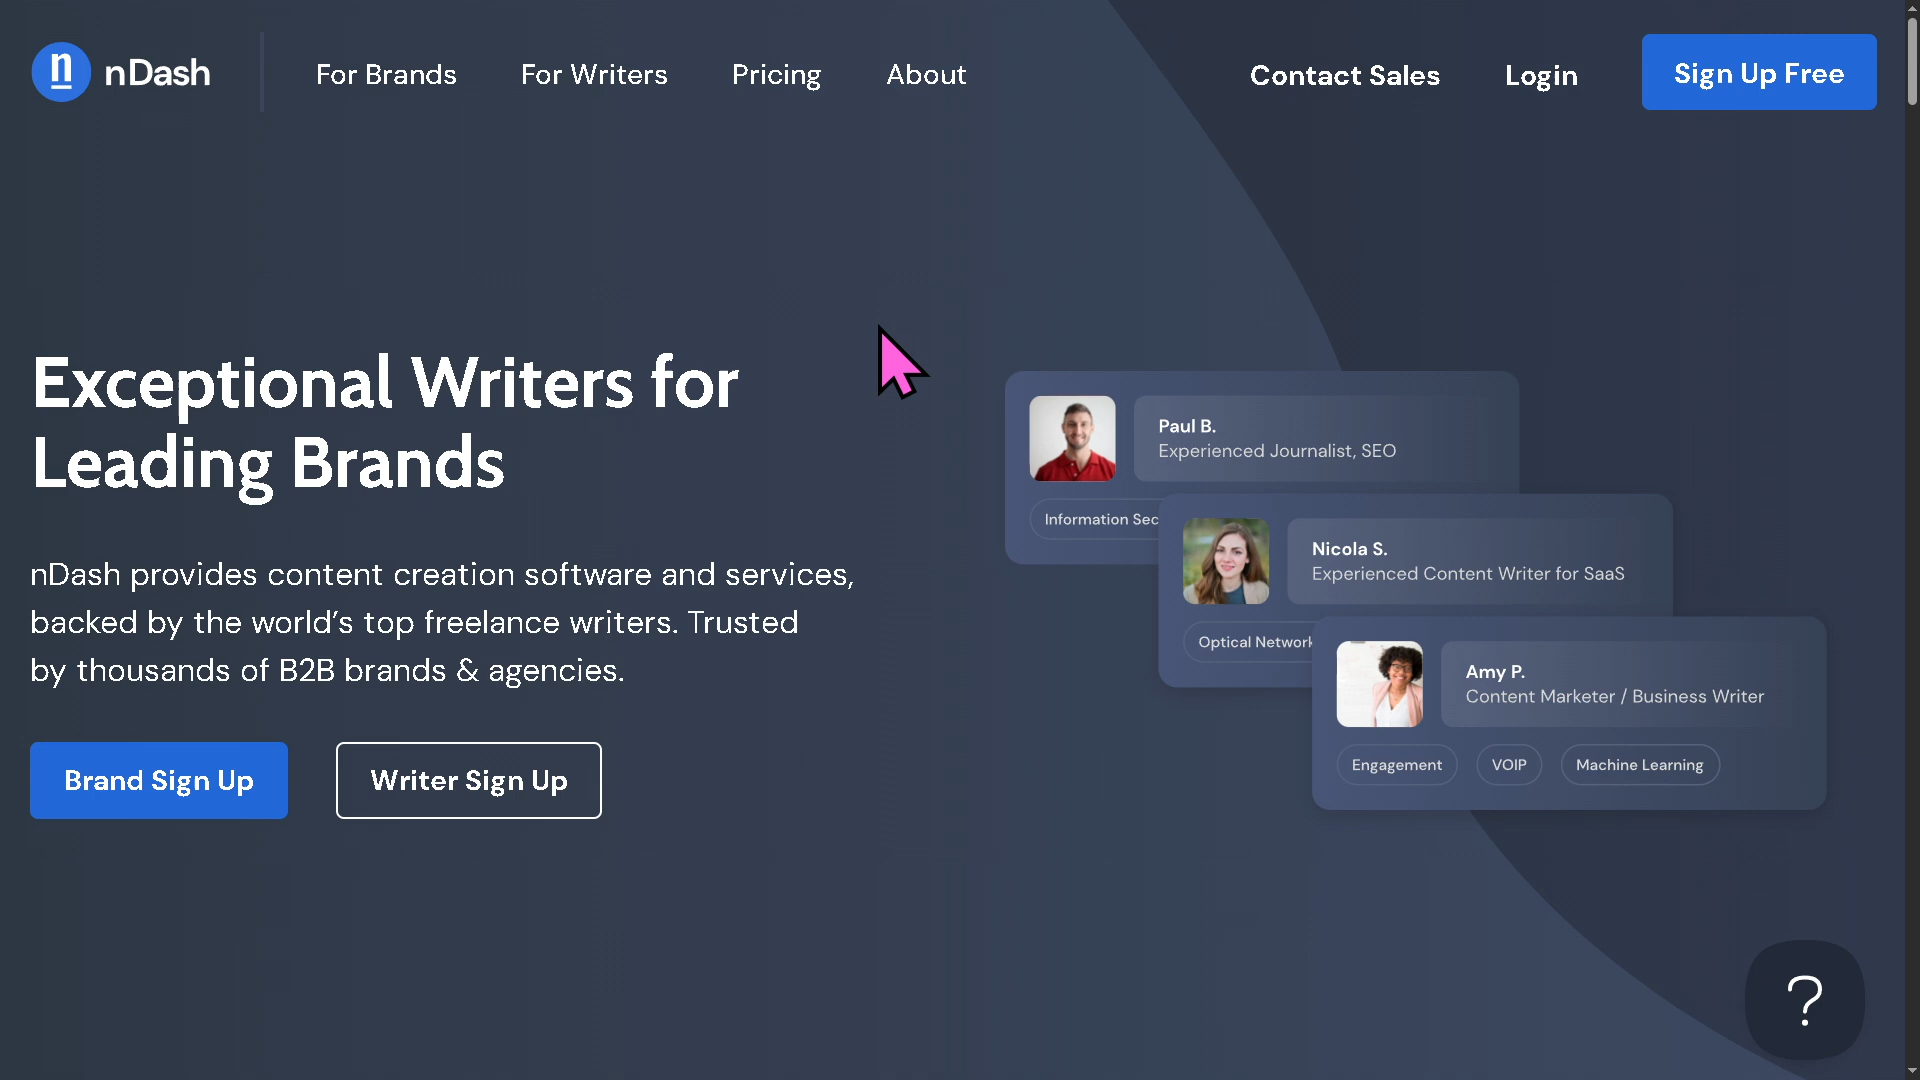 n nDash
For Brands
For Writers
Pricing
About
Contact Sales
Login
Sign Up Free
Exceptional Writers for
Leading Brands
nDash provides content creation software and services,
backed by the world’s top freelance writers. Trusted
by thousands of B2B brands & agencies.
Brand Sign Up
Writer Sign Up
Paul B.
Experienced Journalist, SEO
Information Sec
Nicola S.
Experienced Content Writer for SaaS
Optical Network
Amy P.
Content Marketer / Business Writer
Engagement
VOIP
Machine Learning
?